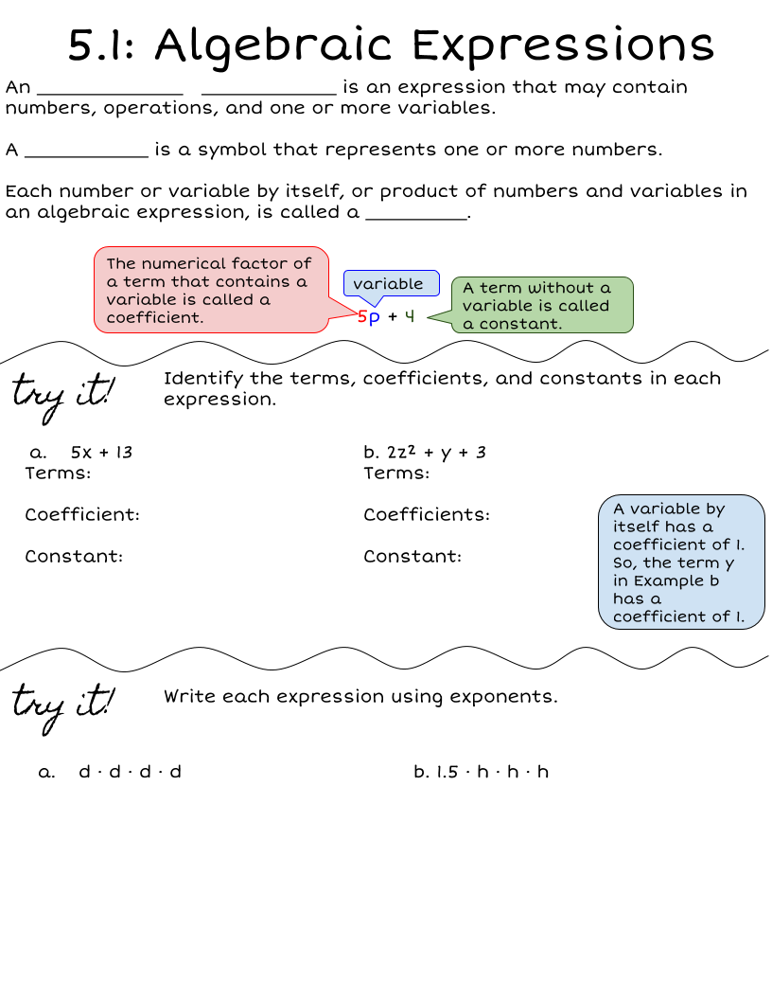 5.1: Algebraic Expressions
An ______________  _____________ is an expression that may contain
numbers, operations, and one or more variables.
A ____________ is a symbol that represents one or more numbers.
Each number or variable by itself, or product of numbers and variables in
an algebraic expression, is called a __________.
The numerical factor of
a term that contains a
variable is called a
coefficient.
variable
5p + 4
A term without a
variable is called
a constant.
try it!
Identify the terms, coefficients, and constants in each
expression.
a. 5x + 13
Terms:
Coefficient:
Constant:
b. 2z² + y + 3
Terms:
Coefficients:
Constant:
A variable by
itself has a
coefficient of 1.
So, the term y
in Example b
has a
coefficient of 1.
try it!
Write each expression using exponents.
a. d · d · d · d
b. 1.5 · h · h · h